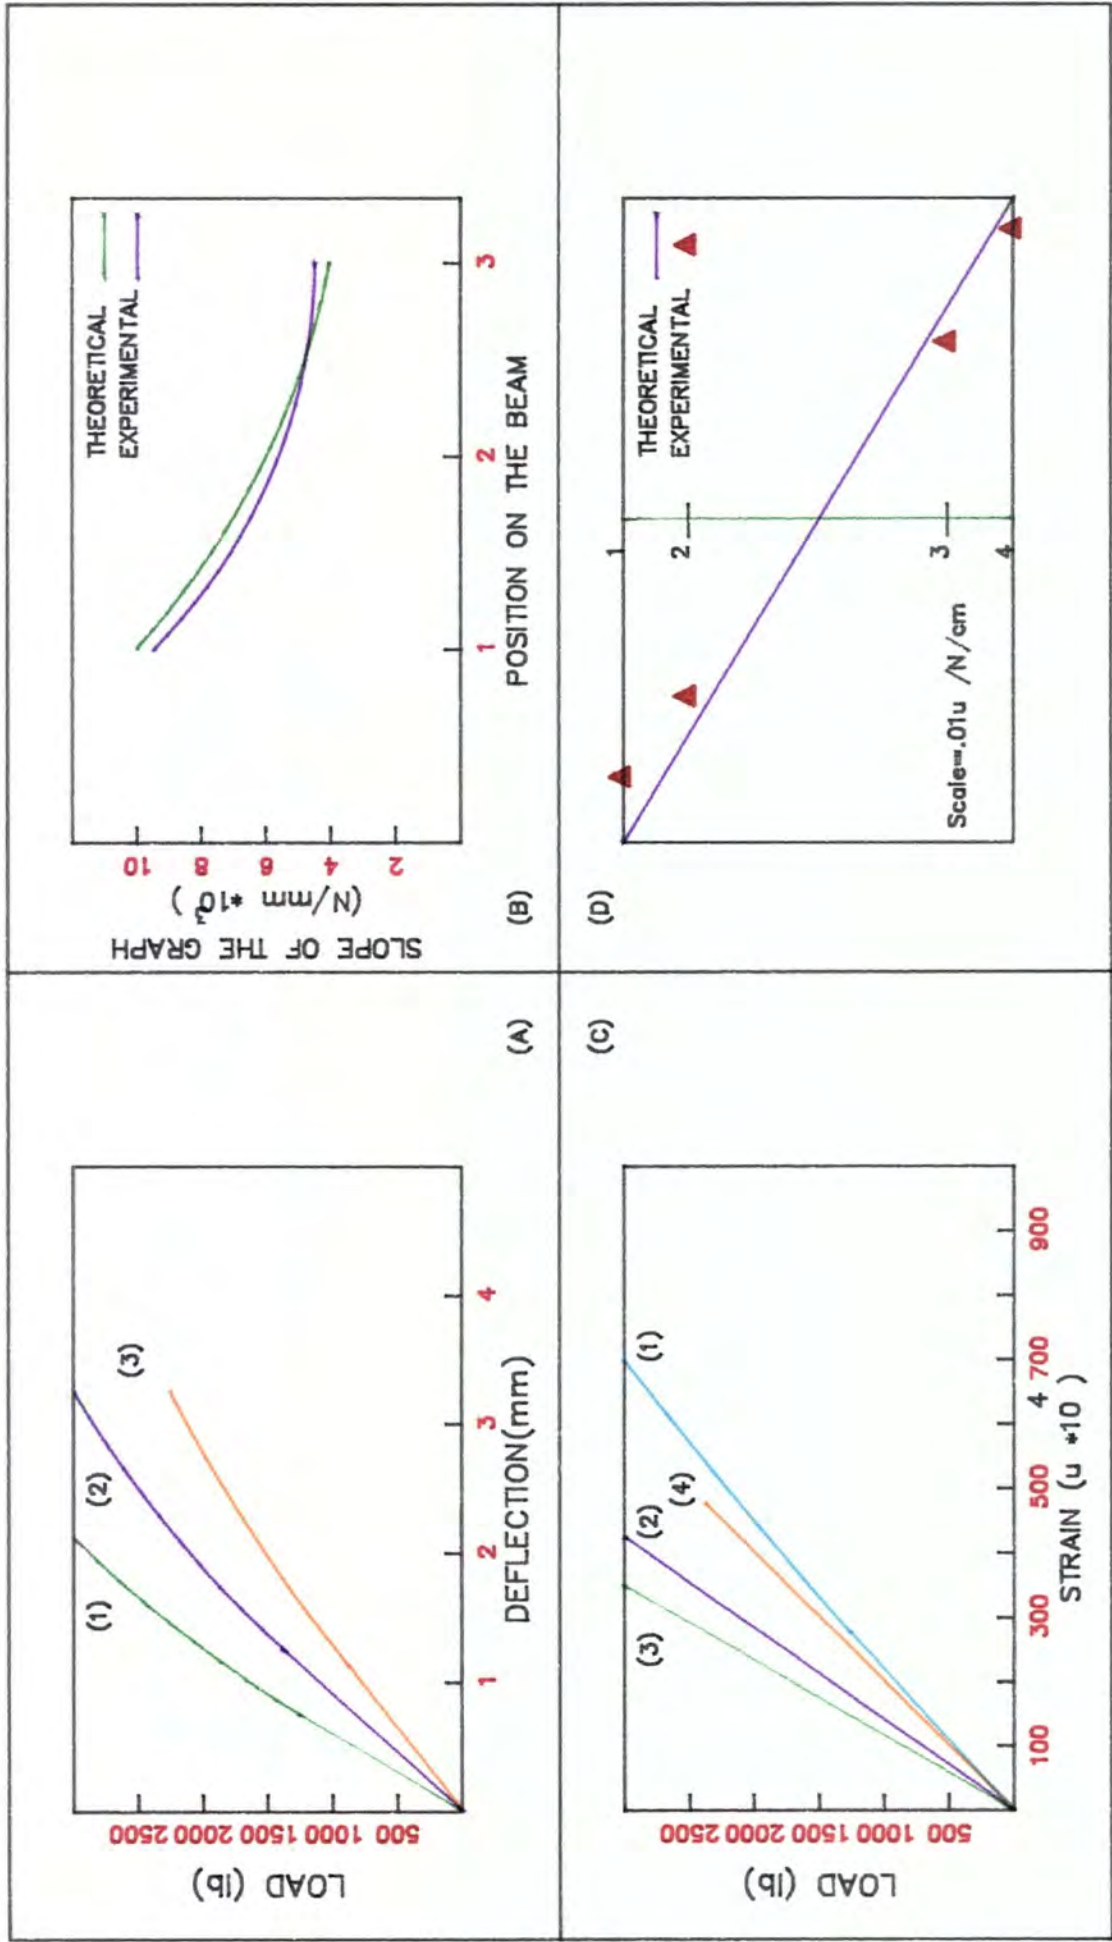 LOAD (lb)
500 1000 1500 2000 2500
(1)
(2)
(3)
1 2 3 4
DEFLECTION(mm)
(A)
SLOPE OF THE GRAPH
(N/mm *10³)
2 4 6 8 10
THEORETICAL
EXPERIMENTAL
1 2 3
POSITION ON THE BEAM
(B)
(C)
LOAD (lb)
500 1000 1500 2000 2500
(3)
(2)
(4)
(1)
100 300 500 700 900
STRAIN (u *10⁴)
(D)
THEORETICAL
EXPERIMENTAL
1
2
3
4
Scale=.01u /N/cm